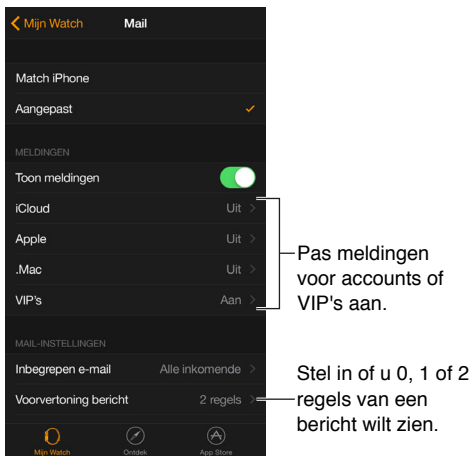 Mijn Watch Mail
Match iPhone
Aangepast
MELDINGEN
Toon meldingen
iCloud Uit
Apple Uit
.Mac Uit
VIP's Aan
Pas meldingen
voor accounts of
VIP's aan.
MAIL-INSTELLINGEN
Inbegrepen e-mail Alle inkomende
Voorvertoning bericht 2 regels
Stel in of u 0, 1 of 2
regels van een
bericht wilt zien.
Mijn Watch Ontdek App Store